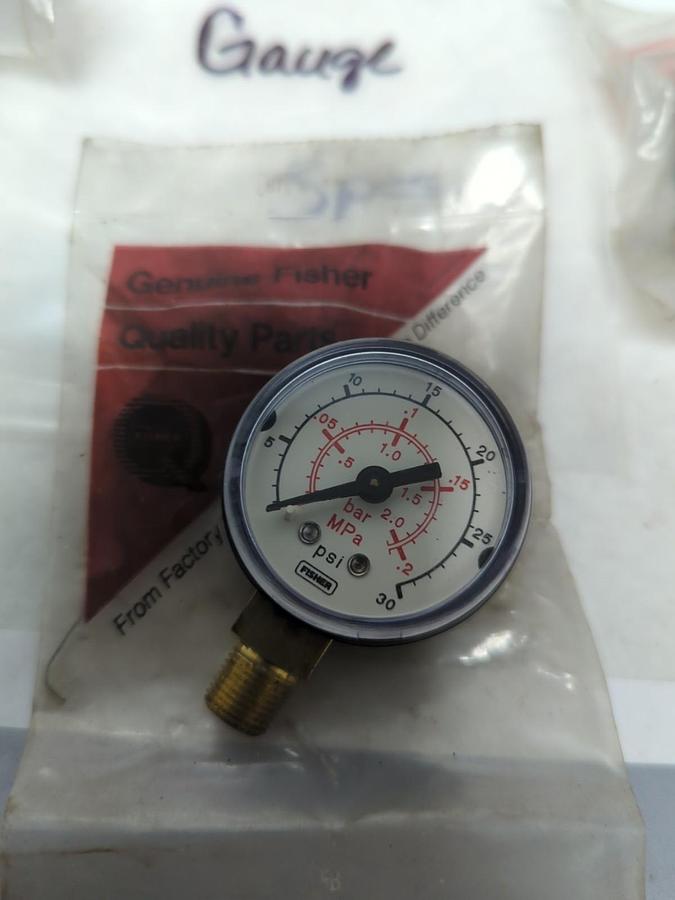 Gauge
Genuine Fisher
Quality Parts
Difference
From Factory
FISHER
5
10
15
20
25
30
.05
.1
.15
.2
.5
1.0
1.5
2.0
bar
MPa
psi
FISHER